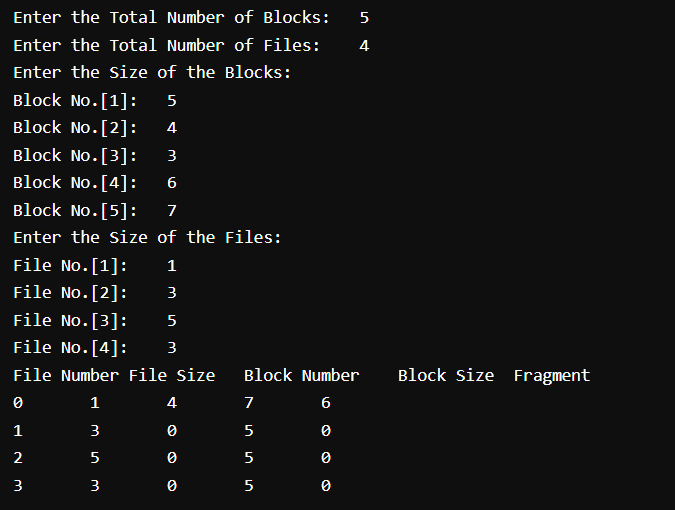 Enter the Total Number of Blocks: 5
Enter the Total Number of Files: 4
Enter the Size of the Blocks:
Block No.[1]: 5
Block No.[2]: 4
Block No.[3]: 3
Block No.[4]: 6
Block No.[5]: 7
Enter the Size of the Files:
File No.[1]: 1
File No.[2]: 3
File No.[3]: 5
File No.[4]: 3
File Number File Size Block Number Block Size Fragment
0 1 4 7 6
1 3 0 5 0
2 5 0 5 0
3 3 0 5 0